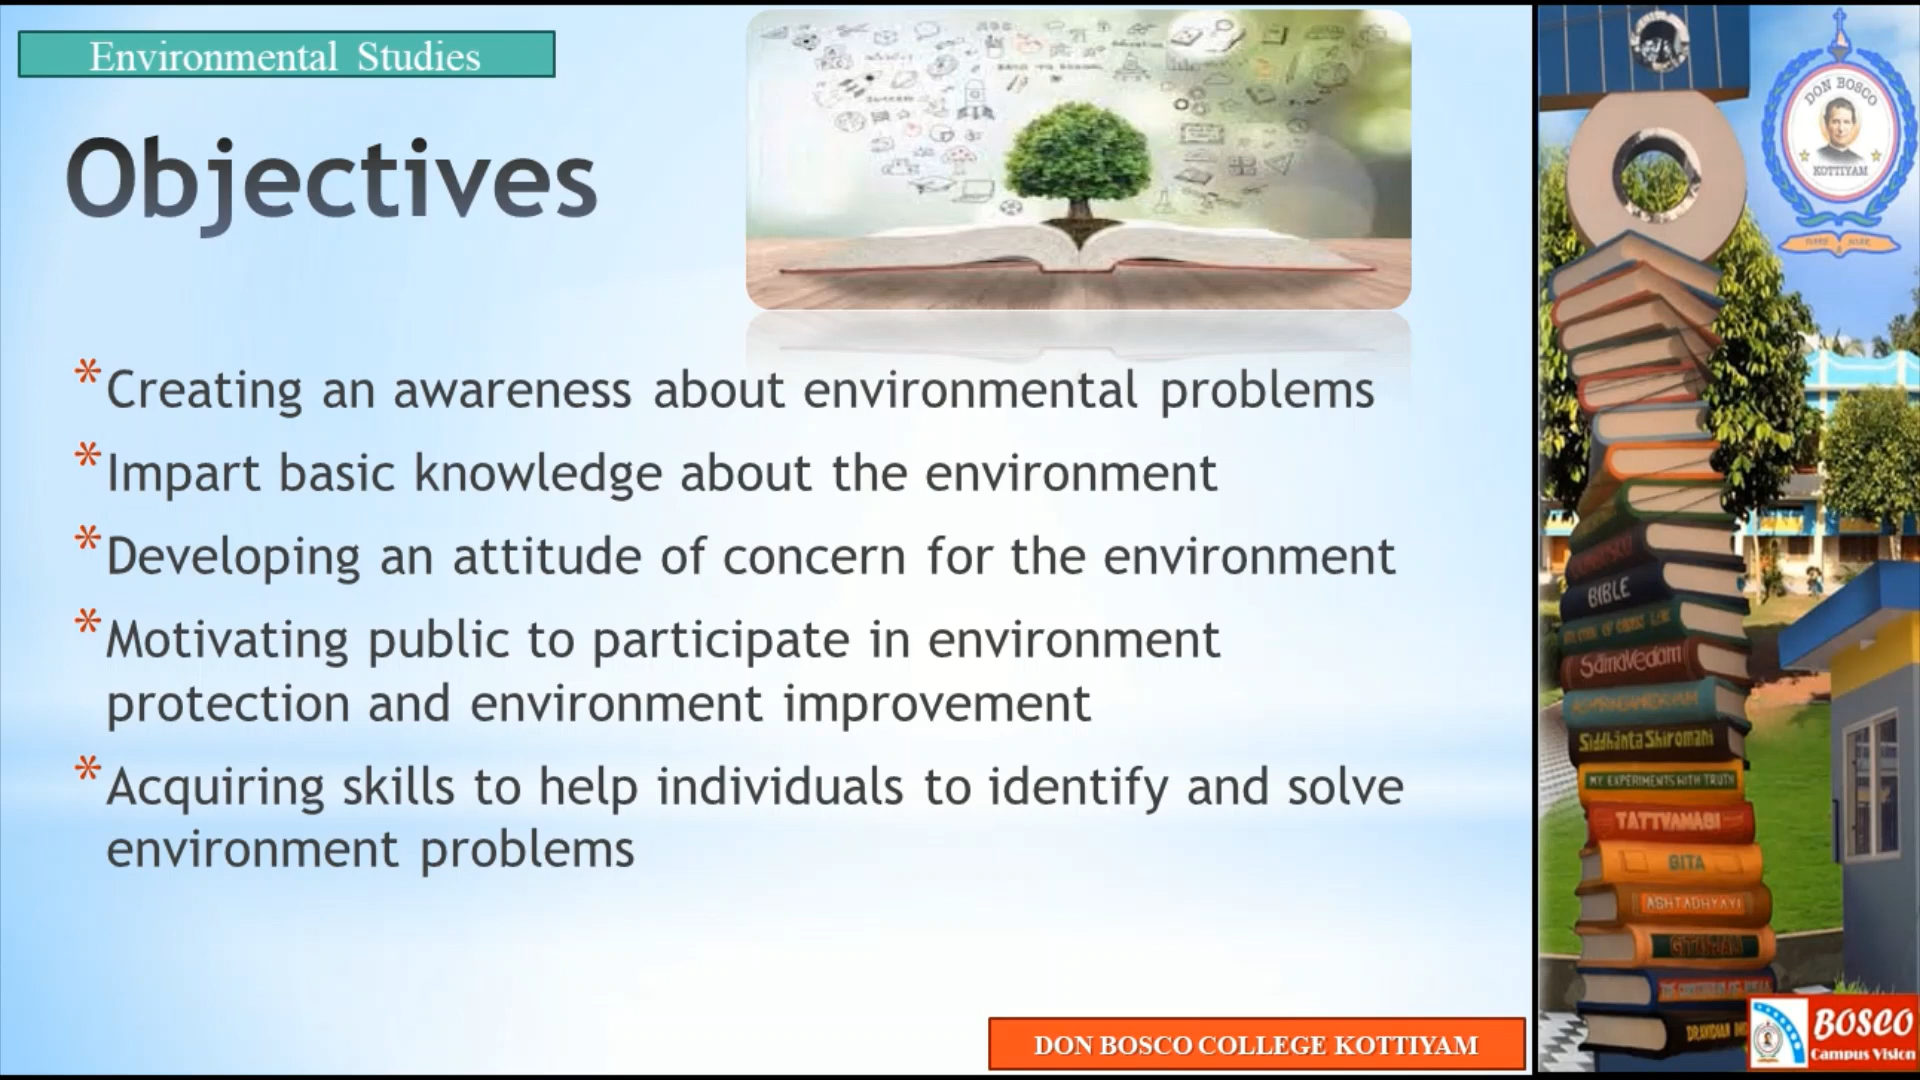 Environmental Studies
Objectives
*Creating an awareness about environmental problems
*Impart basic knowledge about the environment
*Developing an attitude of concern for the environment
*Motivating public to participate in environment
protection and environment improvement
*Acquiring skills to help individuals to identify and solve
environment problems
DON BOSCO COLLEGE KOTTIYAM
DON BOSCO
KOTTIYAM
BIBLE
SamaVedam
Siddhanta Shiromani
MY EXPERIMENTS WITH TRUTH
TATTVAMASI
GITA
ASHTADHYAYI
GITANJALI
BOSCO
Campus Vision